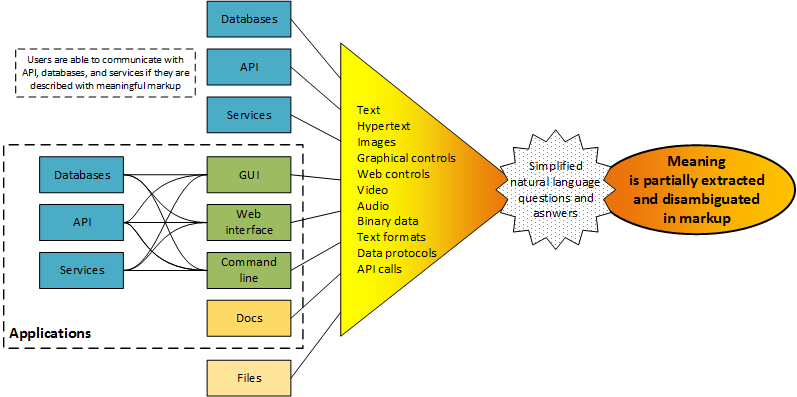 Databases
Users are able to communicate with
API, databases, and services if they are
described with meaningful markup
API
Services
Databases
API
Services
GUI
Web
interface
Command
line
Docs
Applications
Files
Text
Hypertext
Images
Graphical controls
Web controls
Video
Audio
Binary data
Text formats
Data protocols
API calls
Simplified
natural language
questions and
asnwers
Meaning
is partially extracted
and disambiguated
in markup